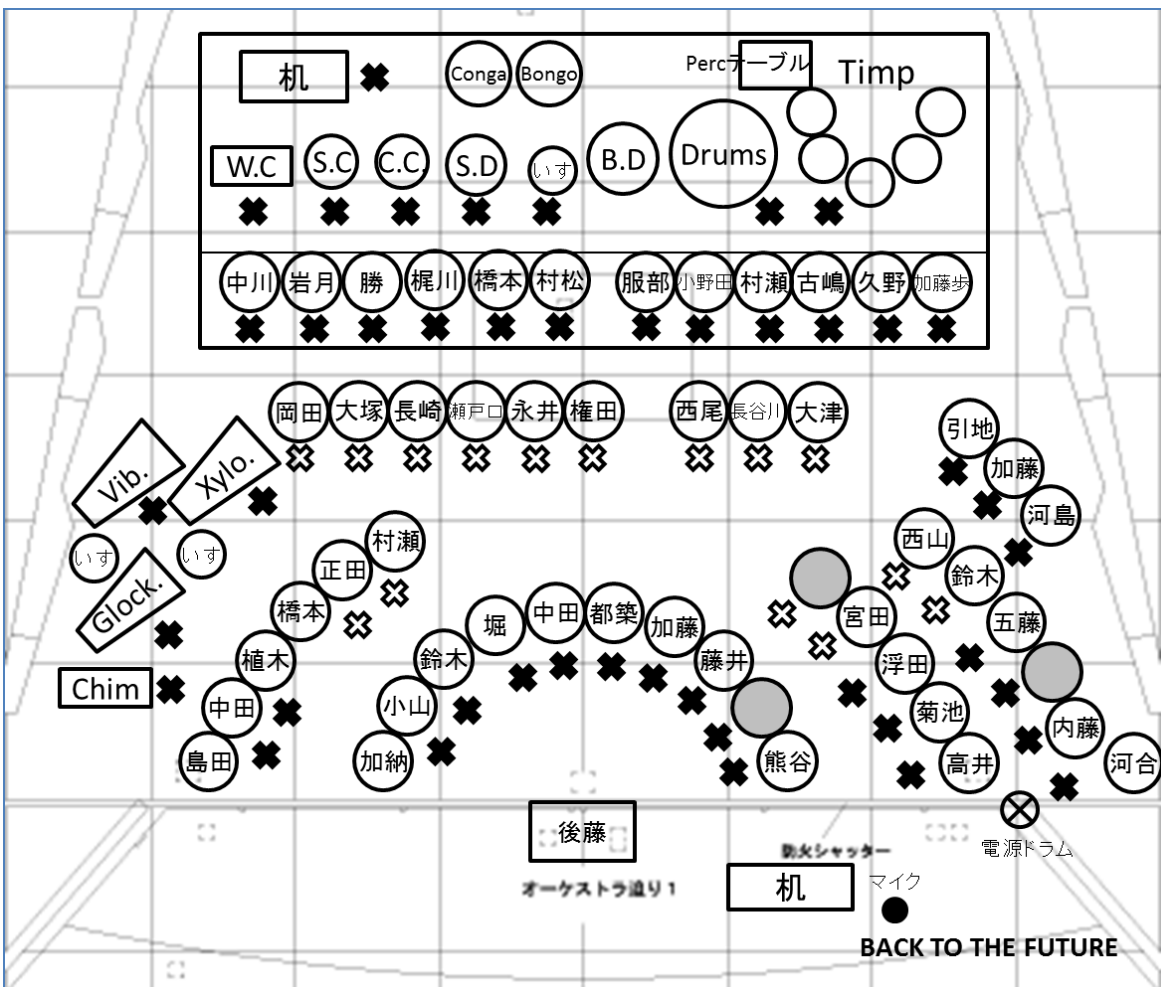 机
Conga
Bongo
Percテーブル
Timp
W.C
S.C
C.C.
S.D
いす
B.D
Drums
中川
岩月
勝
梶川
橋本
村松
服部
小野田
村瀬
古嶋
久野
加藤歩
岡田
大塚
長崎
瀬戸口
永井
権田
西尾
長谷川
大津
引地
加藤
河島
Vib.
Xylo.
いす
いす
Glock.
Chim
村瀬
正田
橋本
植木
中田
島田
堀
鈴木
小山
加納
中田
都築
加藤
藤井
熊谷
西山
鈴木
五藤
内藤
河合
宮田
浮田
菊池
高井
後藤
オーケストラ迫り1
防火シャッター
電源ドラム
机
マイク
BACK TO THE FUTURE